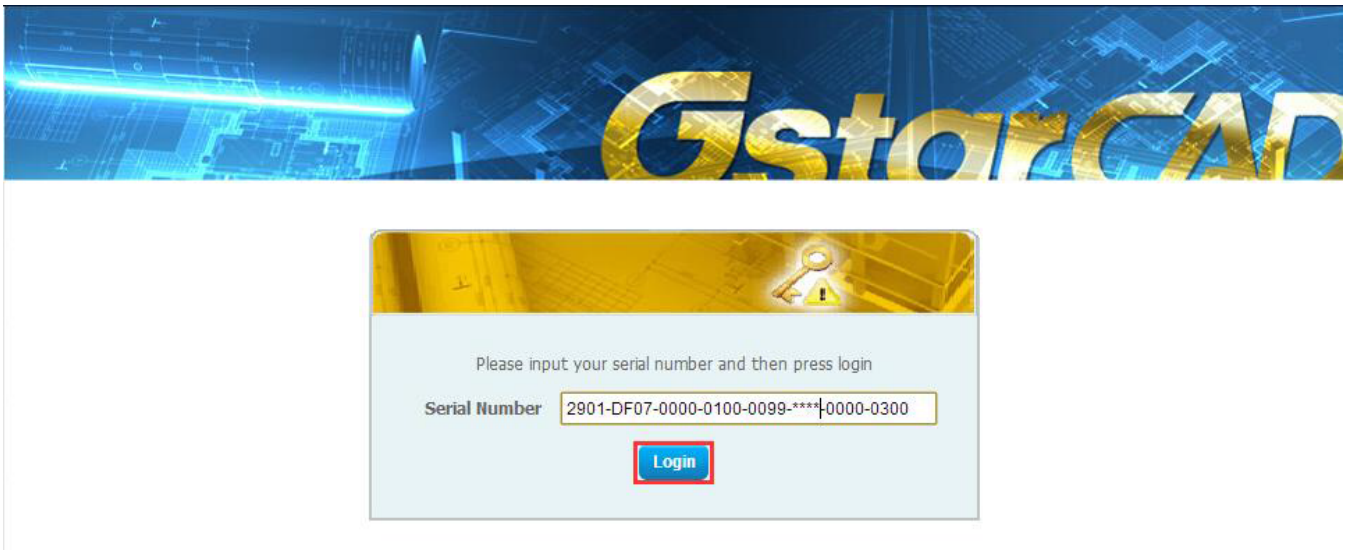 GstarCAD
Please input your serial number and then press login
Serial Number 2901-DF07-0000-0100-0099-****-0000-0300
Login